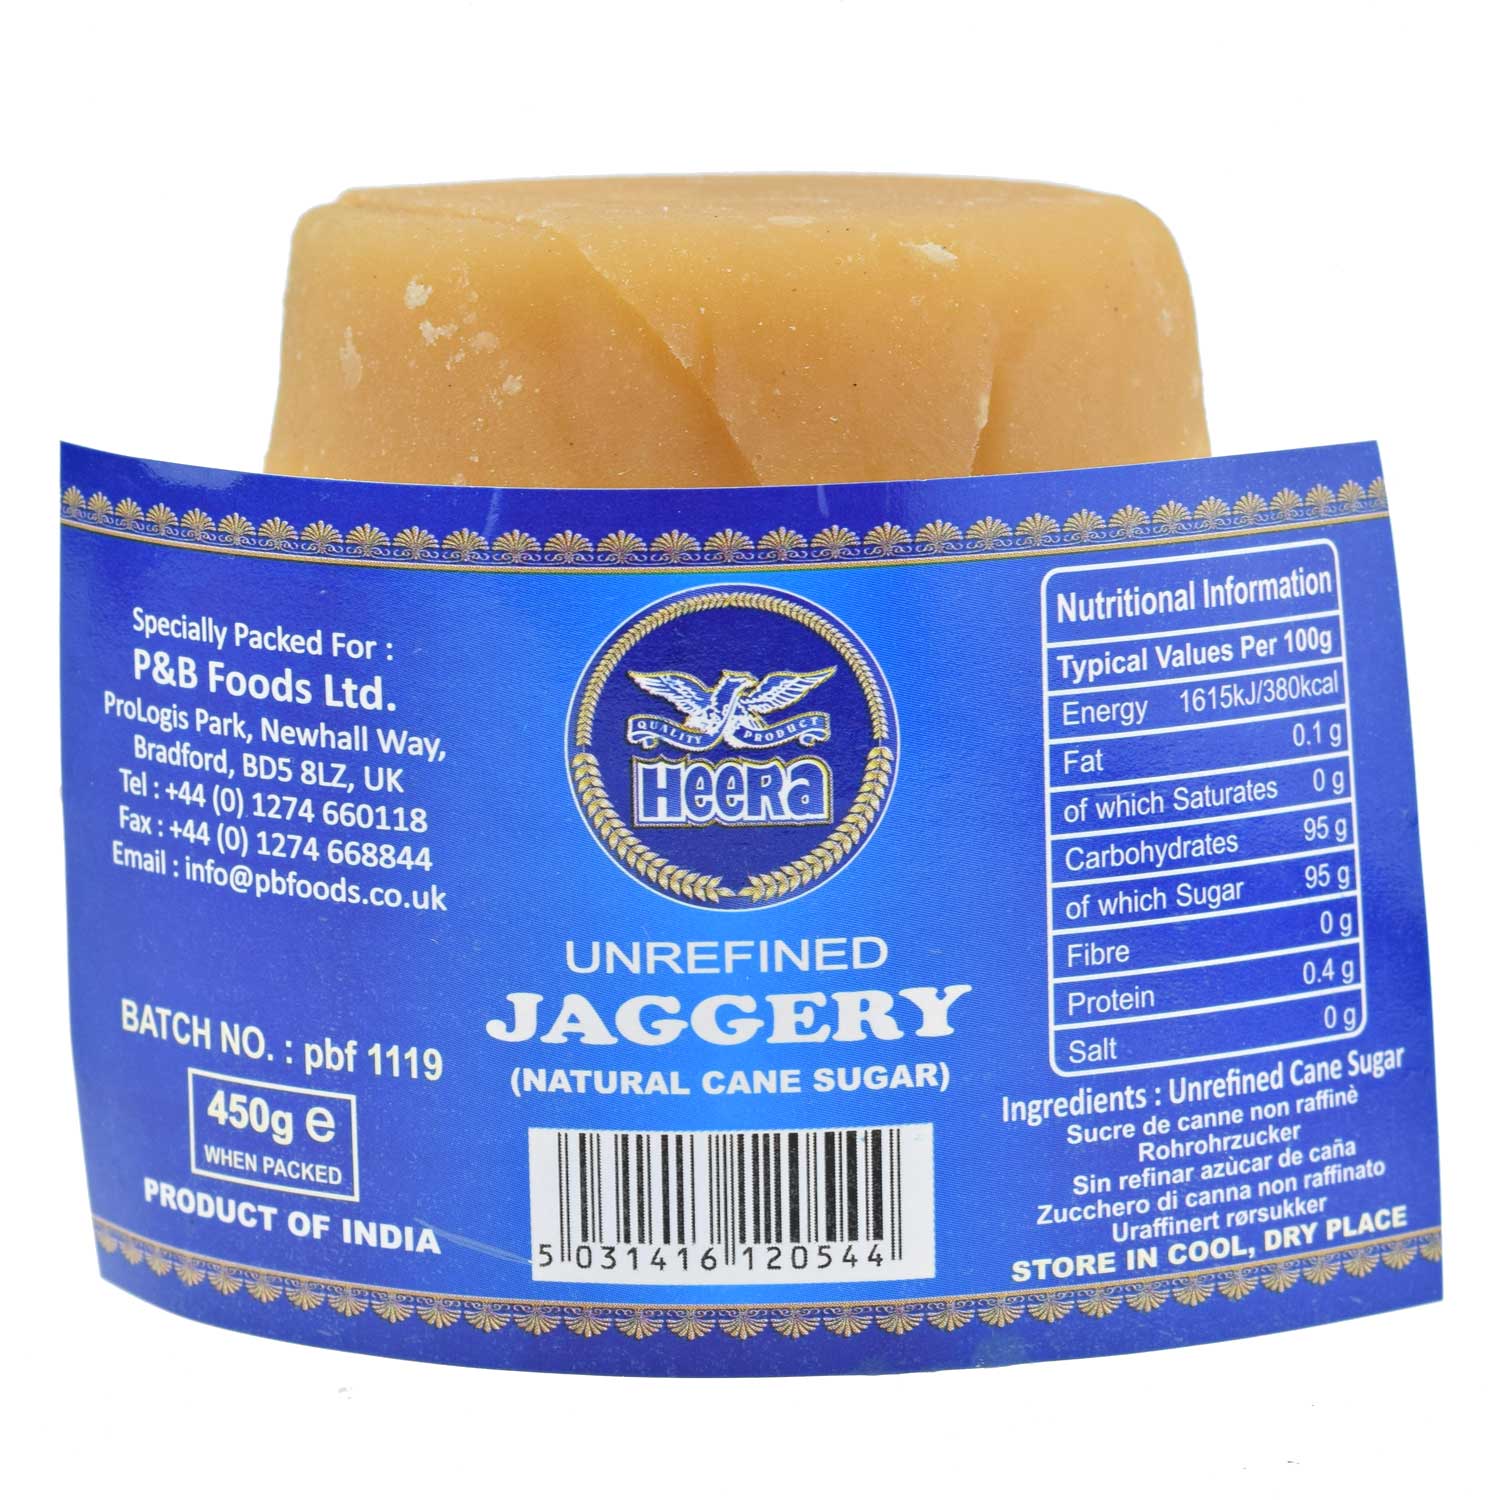 Specially Packed For :
P&B Foods Ltd.
ProLogis Park, Newhall Way,
Bradford, BD5 8LZ, UK
Tel : +44 (0) 1274 660118
Fax : +44 (0) 1274 668844
Email : info@pbfoods.co.uk
BATCH NO. : pbf 1119
450g e
WHEN PACKED
PRODUCT OF INDIA
QUALITY PRODUCT
HeeRa
UNREFINED
JAGGERY
(NATURAL CANE SUGAR)
5 031416 120544
Nutritional Information
Typical Values Per 100g
Energy 1615kJ/380kcal
Fat 0.1 g
of which Saturates 0 g
Carbohydrates 95 g
of which Sugar 95 g
Fibre 0 g
Protein 0.4 g
Salt 0 g
Ingredients : Unrefined Cane Sugar
Sucre de canne non raffinè
Rohrohrzucker
Sin refinar azùcar de caña
Zucchero di canna non raffinato
Uraffinert rørsukker
STORE IN COOL, DRY PLACE